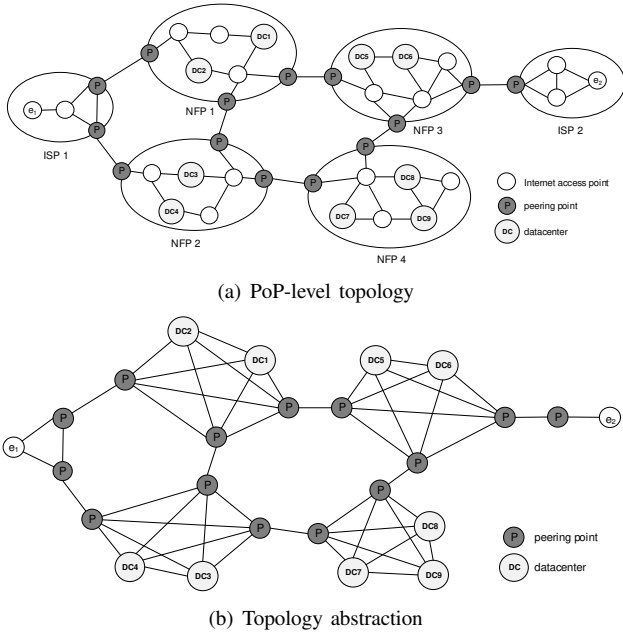 DC1
P
DC2
P
P
P
NFP 1
P
DC5
DC6
P
P
NFP 3
P
e2
ISP 2
P
e1
P
ISP 1
P
P
DC3
DC4
P
NFP 2
P
P
DC8
DC7
DC9
NFP 4
Internet access point
P peering point
DC datacenter
(a) PoP-level topology
DC2
DC1
P
P
P
DC5
DC6
P
P
P
P
e2
P
e1
P
P
P
P
DC4
DC3
P
P
DC8
DC7
DC9
P peering point
DC datacenter
(b) Topology abstraction